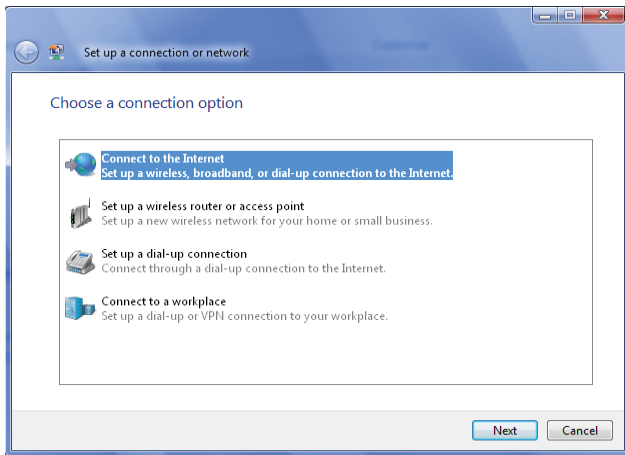 Set up a connection or network
Choose a connection option
Connect to the Internet
Set up a wireless, broadband, or dial-up connection to the Internet.
Set up a wireless router or access point
Set up a new wireless network for your home or small business.
Set up a dial-up connection
Connect through a dial-up connection to the Internet.
Connect to a workplace
Set up a dial-up or VPN connection to your workplace.
Next
Cancel